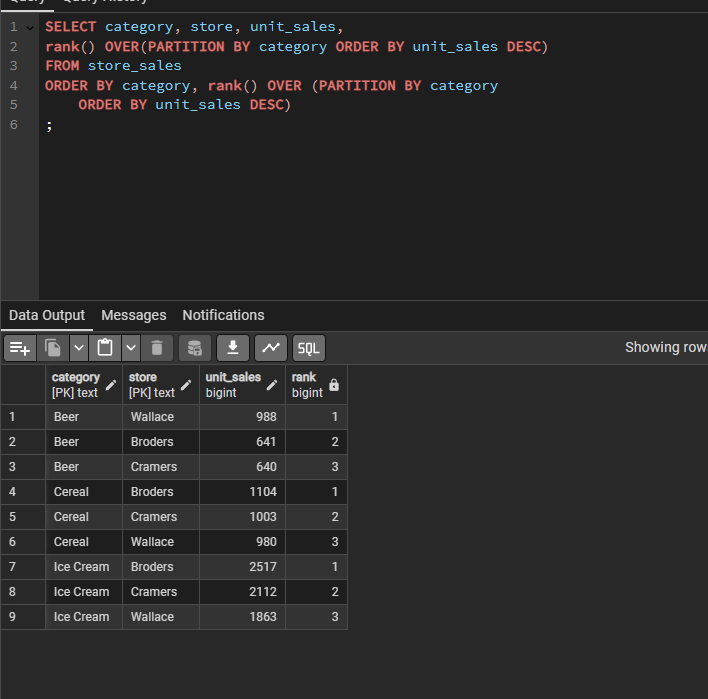 Query Query History
1 SELECT category, store, unit_sales,
2 rank() OVER(PARTITION BY category ORDER BY unit_sales DESC)
3 FROM store_sales
4 ORDER BY category, rank() OVER (PARTITION BY category
5 ORDER BY unit_sales DESC)
6 ;
Data Output Messages Notifications
SQL Showing row
category store unit_sales rank
[PK] text [PK] text bigint bigint
1 Beer Wallace 988 1
2 Beer Broders 641 2
3 Beer Cramers 640 3
4 Cereal Broders 1104 1
5 Cereal Cramers 1003 2
6 Cereal Wallace 980 3
7 Ice Cream Broders 2517 1
8 Ice Cream Cramers 2112 2
9 Ice Cream Wallace 1863 3